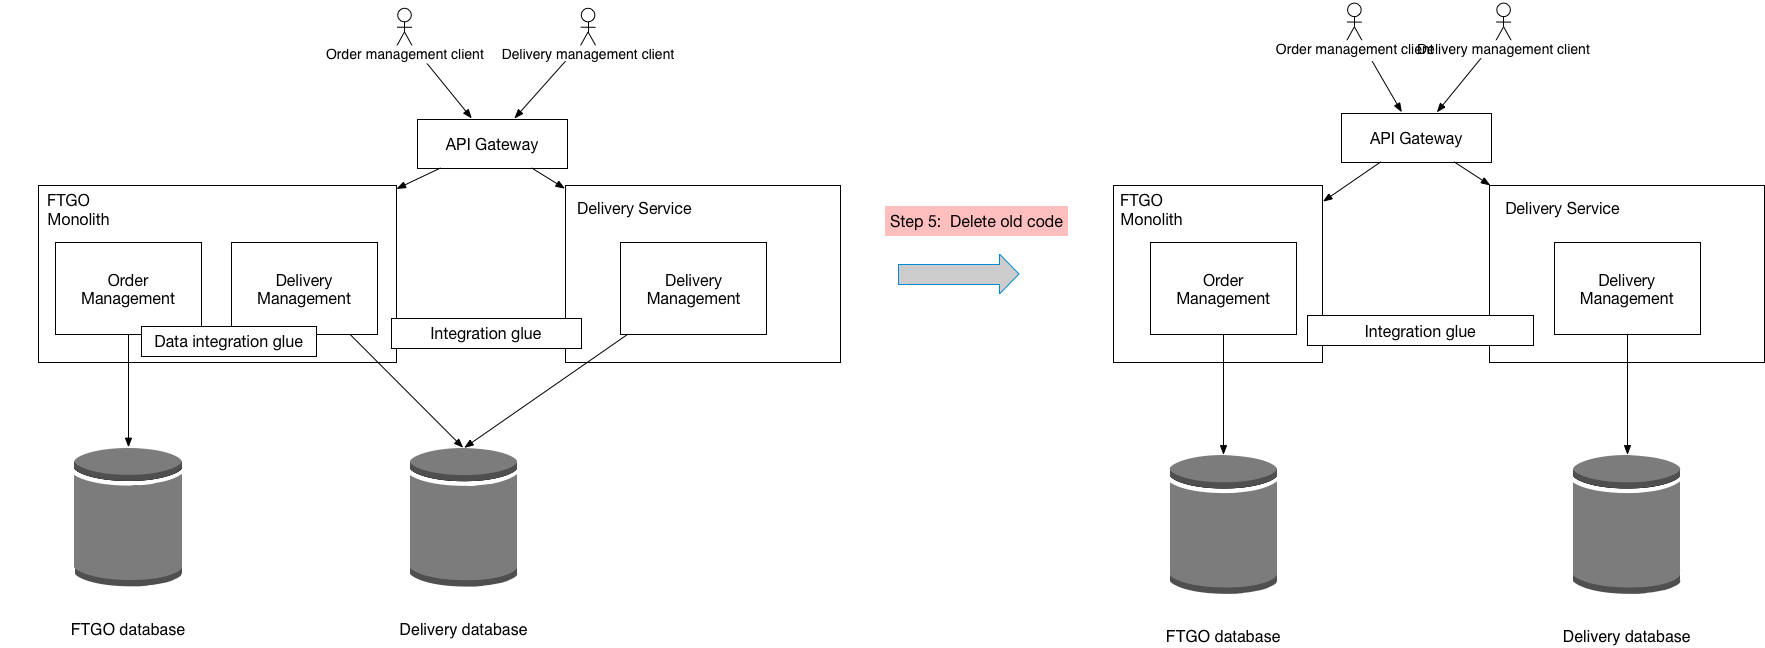 Order management client
Delivery management client
API Gateway
FTGO
Monolith
Delivery Service
Order
Management
Delivery
Management
Delivery
Management
Data integration glue
Integration glue
FTGO database
Delivery database
Step 5: Delete old code
Order management client
Delivery management client
API Gateway
FTGO
Monolith
Delivery Service
Order
Management
Delivery
Management
Integration glue
FTGO database
Delivery database